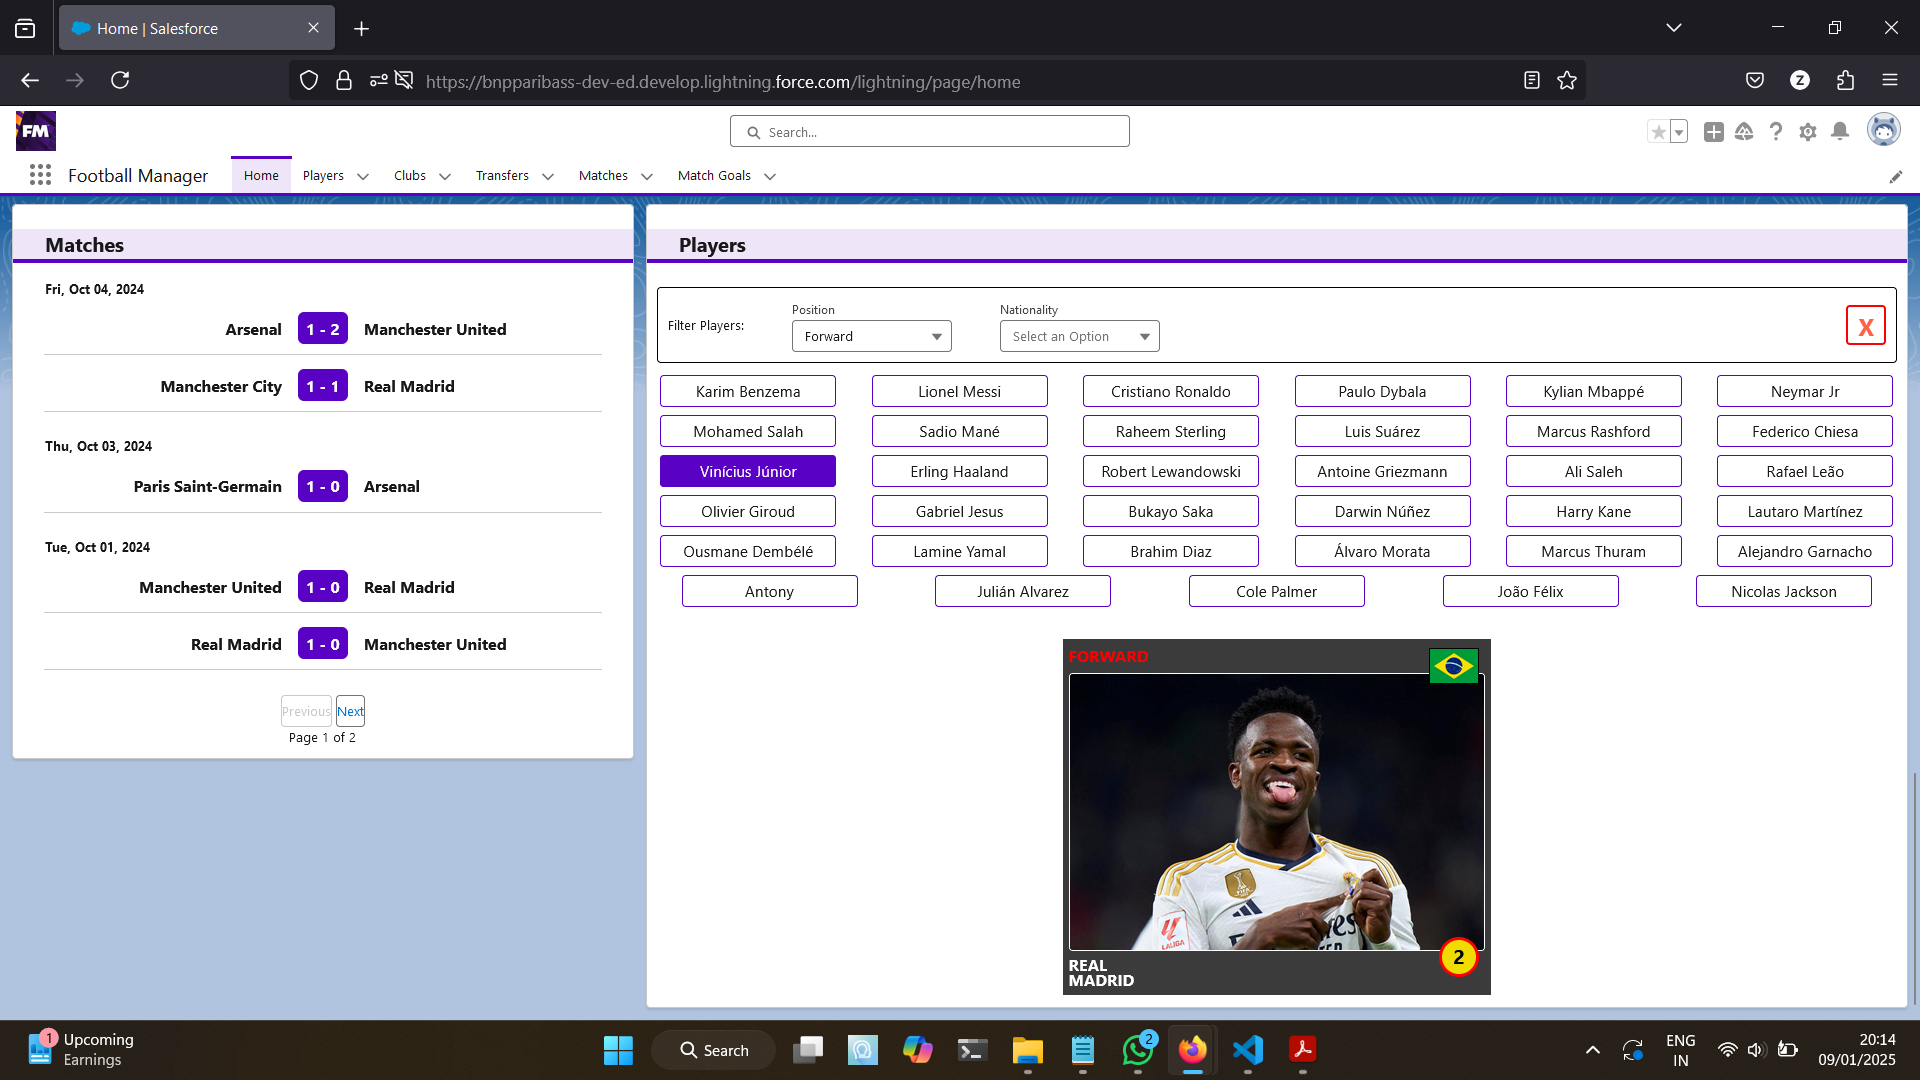 Home | Salesforce
https://bnpparibass-dev-ed.develop.lightning.force.com/lightning/page/home
Z
FM
Search...
Football Manager
Home
Players
Clubs
Transfers
Matches
Match Goals
Matches
Fri, Oct 04, 2024
Arsenal 1 - 2 Manchester United
Manchester City 1 - 1 Real Madrid
Thu, Oct 03, 2024
Paris Saint-Germain 1 - 0 Arsenal
Tue, Oct 01, 2024
Manchester United 1 - 0 Real Madrid
Real Madrid 1 - 0 Manchester United
Previous Next
Page 1 of 2
Players
Filter Players:
Position
Forward
Nationality
Select an Option
X
Karim Benzema Lionel Messi Cristiano Ronaldo Paulo Dybala Kylian Mbappé Neymar Jr
Mohamed Salah Sadio Mané Raheem Sterling Luis Suárez Marcus Rashford Federico Chiesa
Vinícius Júnior Erling Haaland Robert Lewandowski Antoine Griezmann Ali Saleh Rafael Leão
Olivier Giroud Gabriel Jesus Bukayo Saka Darwin Núñez Harry Kane Lautaro Martínez
Ousmane Dembélé Lamine Yamal Brahim Diaz Álvaro Morata Marcus Thuram Alejandro Garnacho
Antony Julián Alvarez Cole Palmer João Félix Nicolas Jackson
FORWARD
LALIGA
2
REAL
MADRID
1
Upcoming
Earnings
Search
2
ENG
IN
20:14
09/01/2025